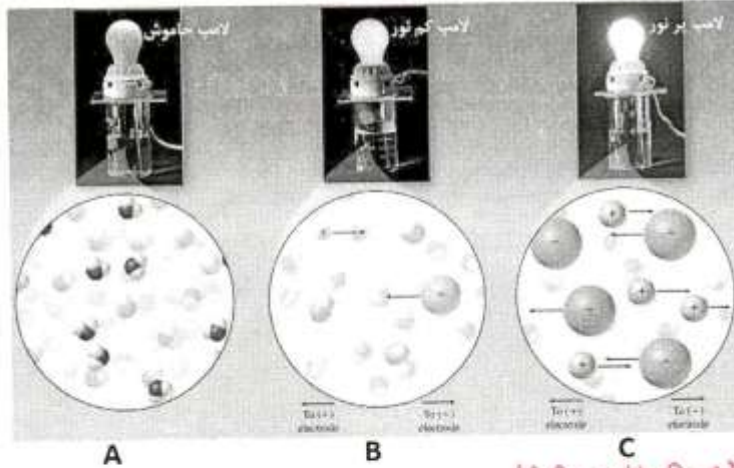 لامپ خاموش
لامپ کم نور
لامپ پر نور
To (+) electrode
To (−) electrode
To (+) electrode
To (−) electrode
A
B
C